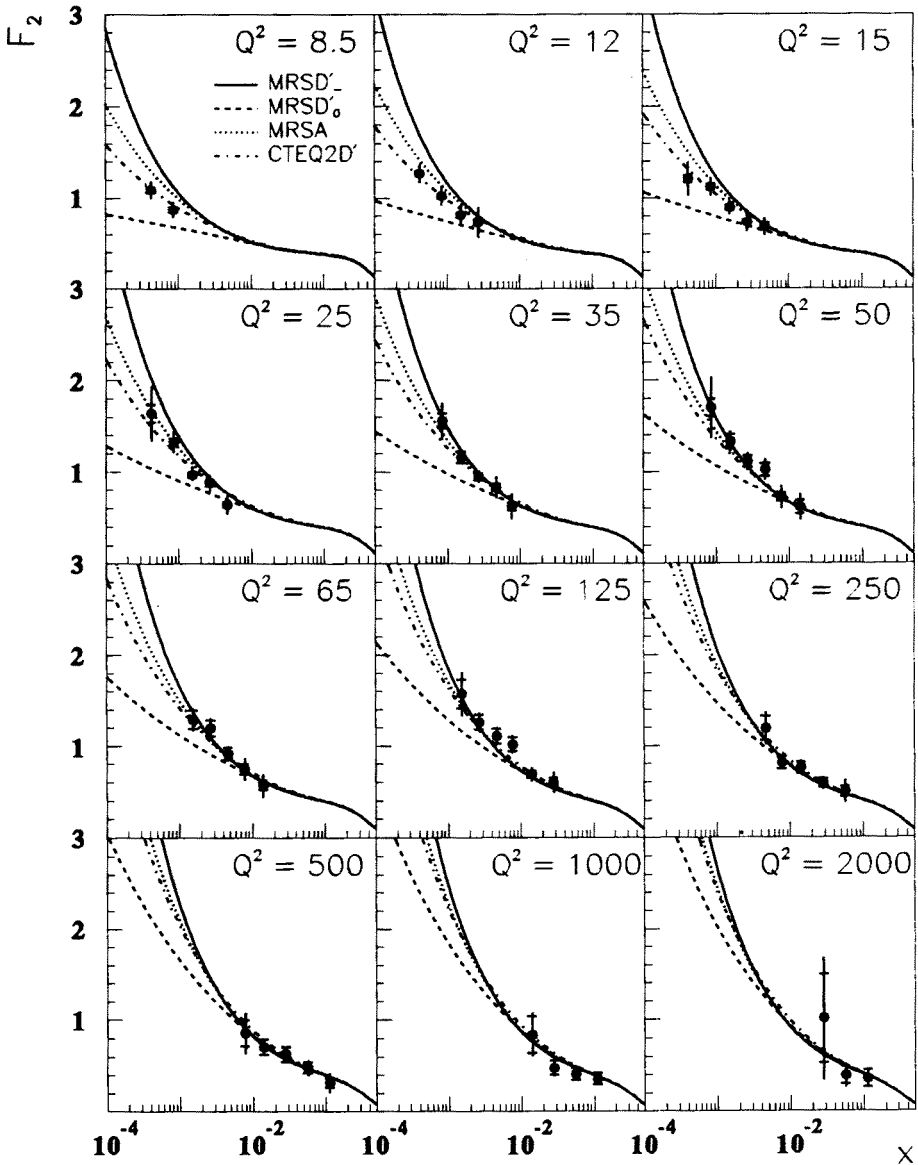 F₂
3
Q² = 8.5
Q² = 12
Q² = 15
MRSD'₋
MRSD'₀
MRSA
CTEQ2D'
2
1
3
Q² = 25
Q² = 35
Q² = 50
2
1
3
Q² = 65
Q² = 125
Q² = 250
2
1
3
Q² = 500
Q² = 1000
Q² = 2000
2
1
10⁻⁴ 10⁻² 10⁻⁴ 10⁻² 10⁻⁴ 10⁻² x